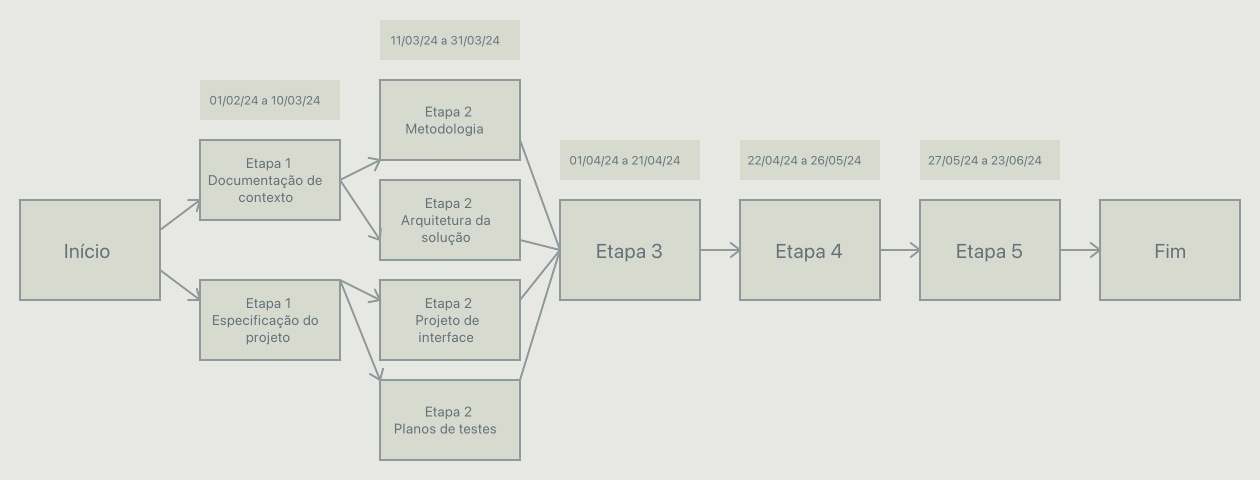 11/03/24 a 31/03/24
01/02/24 a 10/03/24
Etapa 2
Metodologia
01/04/24 a 21/04/24
22/04/24 a 26/05/24
27/05/24 a 23/06/24
Etapa 1
Documentação de
contexto
Etapa 2
Arquitetura da
solução
Início
Etapa 3
Etapa 4
Etapa 5
Fim
Etapa 1
Especificação do
projeto
Etapa 2
Projeto de
interface
Etapa 2
Planos de testes